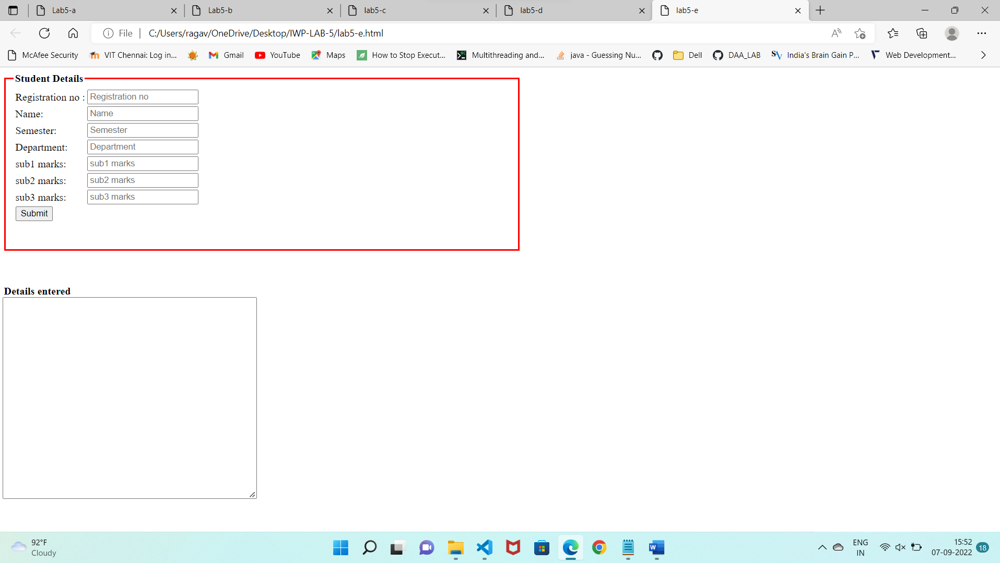 Lab5-a
Lab5-b
lab5-c
lab5-d
lab5-e
File
C:/Users/ragav/OneDrive/Desktop/IWP-LAB-5/lab5-e.html
McAfee Security
VIT Chennai: Log in...
Gmail
YouTube
Maps
How to Stop Execut...
Multithreading and...
java - Guessing Nu...
Dell
DAA_LAB
India's Brain Gain P...
Web Development...
Student Details
Registration no : Registration no
Name: Name
Semester: Semester
Department: Department
sub1 marks: sub1 marks
sub2 marks: sub2 marks
sub3 marks: sub3 marks
Submit
Details entered
92°F
Cloudy
ENG
IN
15:52
07-09-2022
18